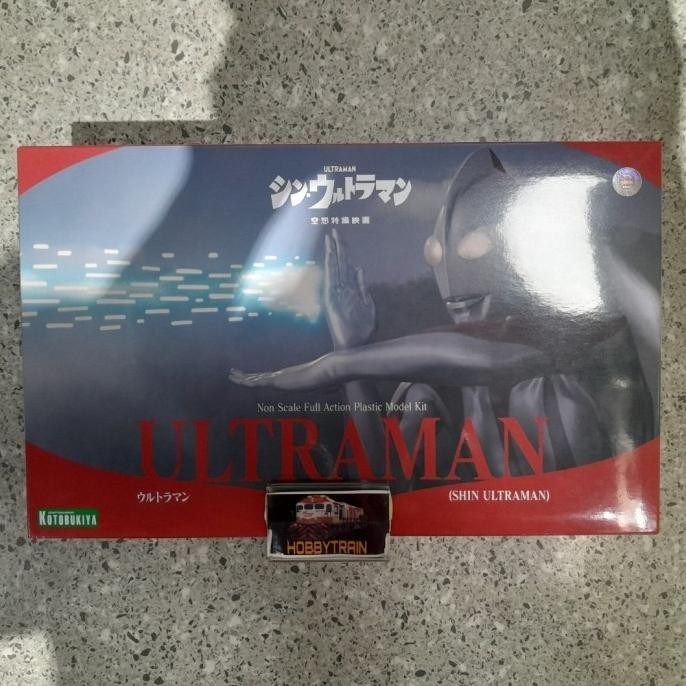 ULTRAMAN
シン・ウルトラマン
空想特撮映画
Non Scale Full Action Plastic Model Kit
ULTRAMAN
ウルトラマン
(SHIN ULTRAMAN)
KOTOBUKIYA
HOBBYTRAIN